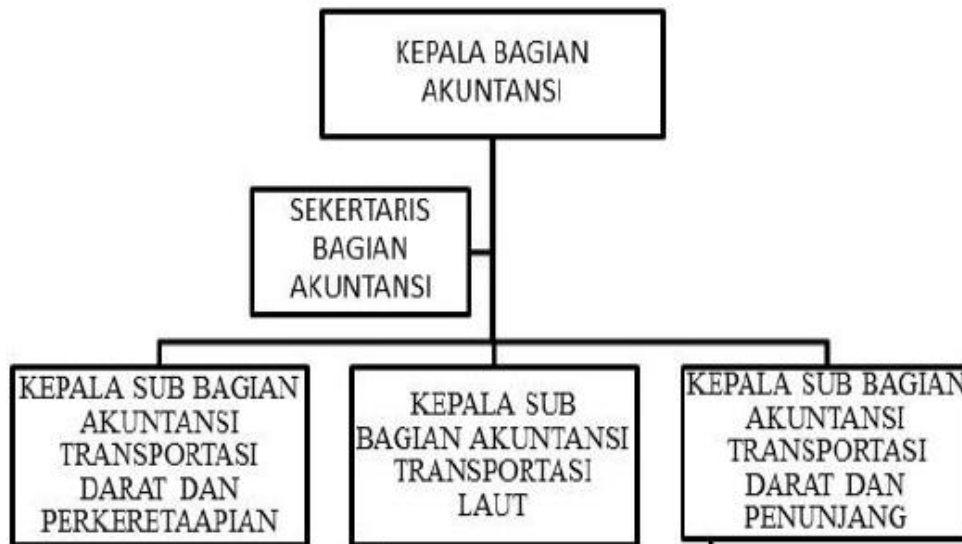 KEPALA BAGIAN
AKUNTANSI
SEKERTARIS
BAGIAN
AKUNTANSI
KEPALA SUB BAGIAN
AKUNTANSI
TRANSPORTASI
DARAT DAN
PERKERETAAPIAN
KEPALA SUB
BAGIAN AKUNTANSI
TRANSPORTASI
LAUT
KEPALA SUB BAGIAN
AKUNTANSI
TRANSPORTASI
DARAT DAN
PENUNJANG